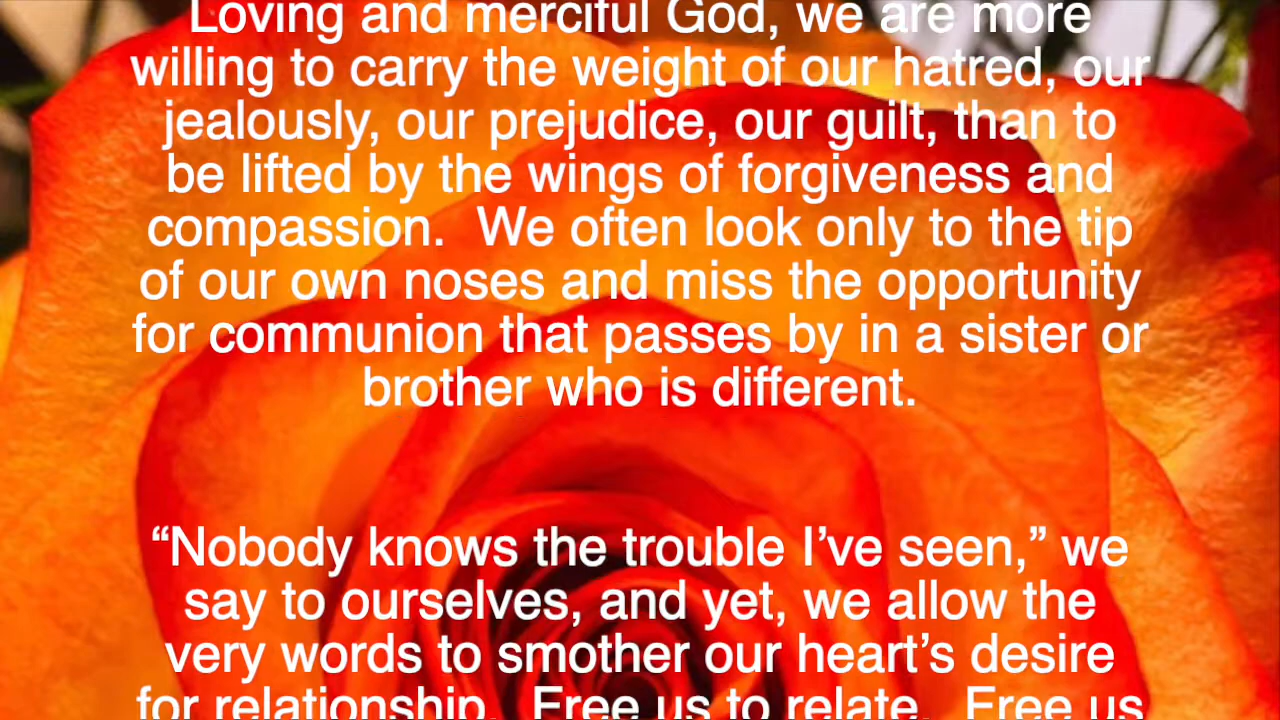 Loving and merciful God, we are more
willing to carry the weight of our hatred, our
jealously, our prejudice, our guilt, than to
be lifted by the wings of forgiveness and
compassion.  We often look only to the tip
of our own noses and miss the opportunity
for communion that passes by in a sister or
brother who is different.
“Nobody knows the trouble I’ve seen,” we
say to ourselves, and yet, we allow the
very words to smother our heart’s desire
for relationship.  Free us to relate.  Free us